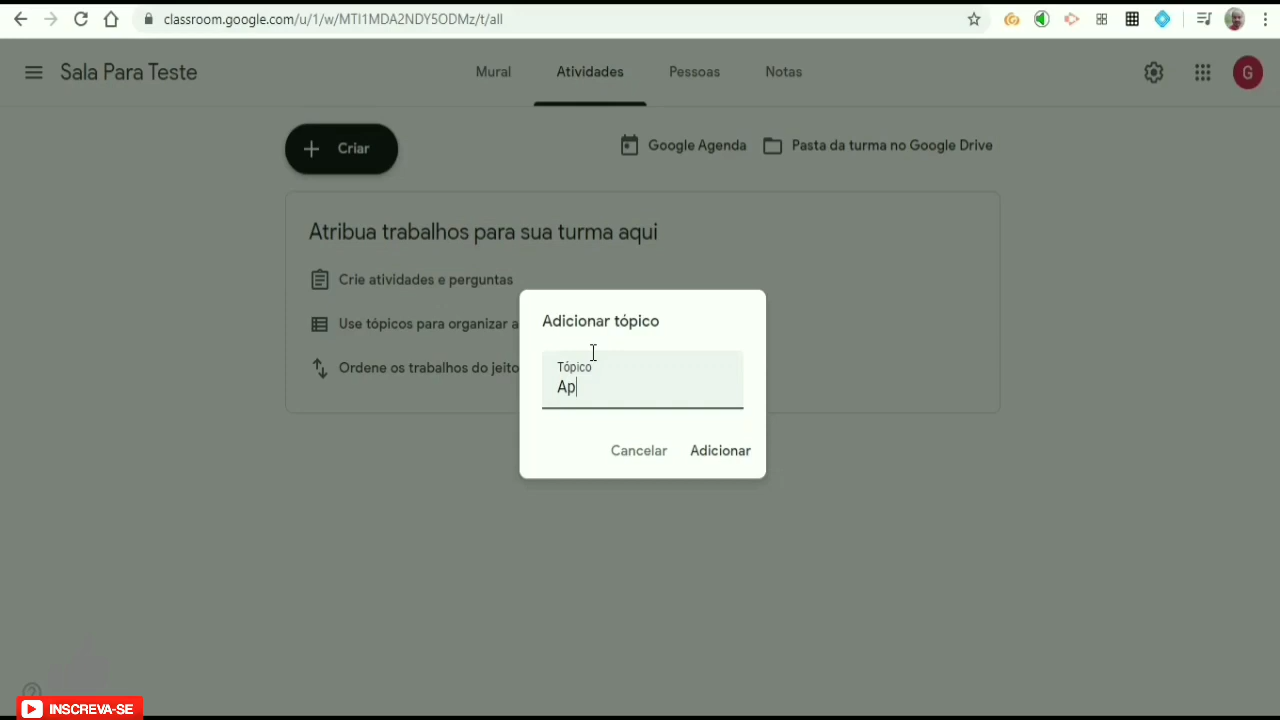 classroom.google.com/u/1/w/MTI1MDA2NDY5ODMz/t/all
Sala Para Teste
Mural
Atividades
Pessoas
Notas
G
Criar
Google Agenda
Pasta da turma no Google Drive
Atribua trabalhos para sua turma aqui
Crie atividades e perguntas
Use tópicos para organizar a
Ordene os trabalhos do jeito
Adicionar tópico
Tópico
Ap
Cancelar
Adicionar
INSCREVA-SE